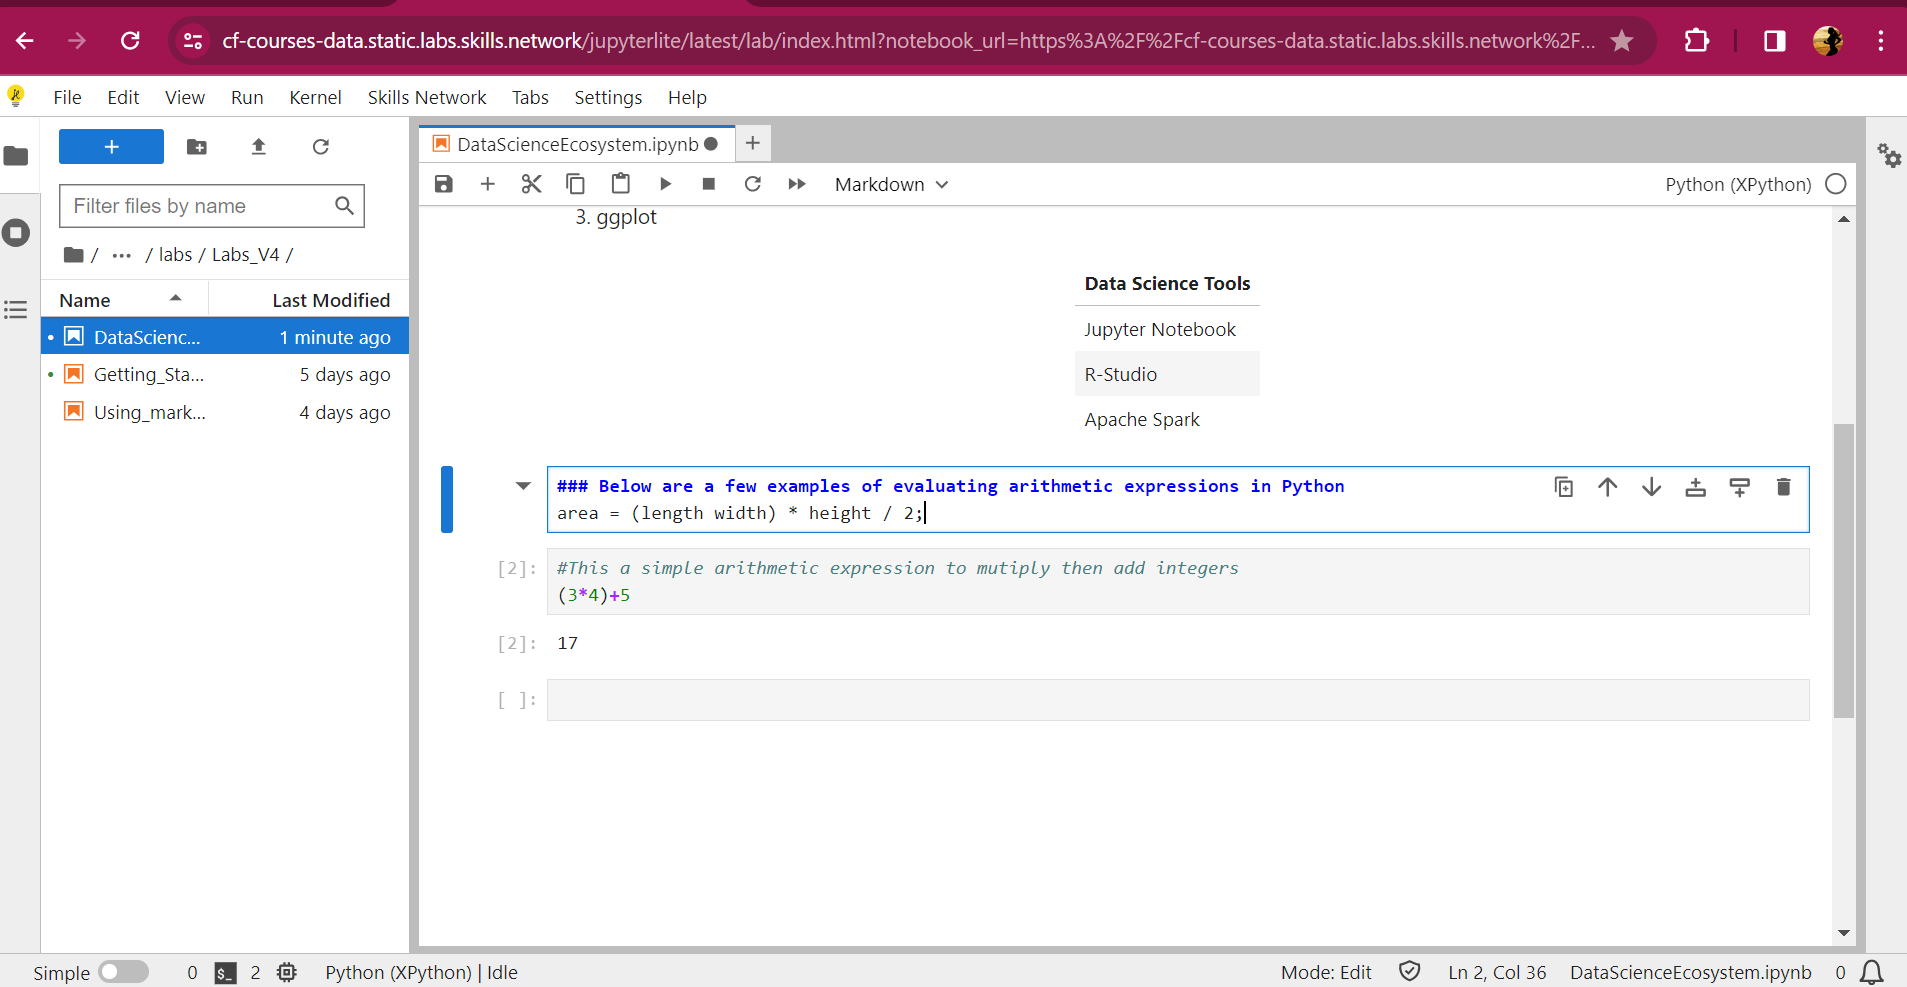 cf-courses-data.static.labs.skills.network/jupyterlite/latest/lab/index.html?notebook_url=https%3A%2F%2Fcf-courses-data.static.labs.skills.network%2F...
File Edit View Run Kernel Skills Network Tabs Settings Help
+
DataScienceEcosystem.ipynb
Markdown
Python (XPython)
Filter files by name
/ ... / labs / Labs_V4 /
Name Last Modified
DataScienc... 1 minute ago
Getting_Sta... 5 days ago
Using_mark... 4 days ago
3. ggplot
Data Science Tools
Jupyter Notebook
R-Studio
Apache Spark
### Below are a few examples of evaluating arithmetic expressions in Python
area = (length width) * height / 2;
[2]: #This a simple arithmetic expression to mutiply then add integers
(3*4)+5
[2]: 17
[ ]:
Simple 0 $_ 2 Python (XPython) | Idle Mode: Edit Ln 2, Col 36 DataScienceEcosystem.ipynb 0